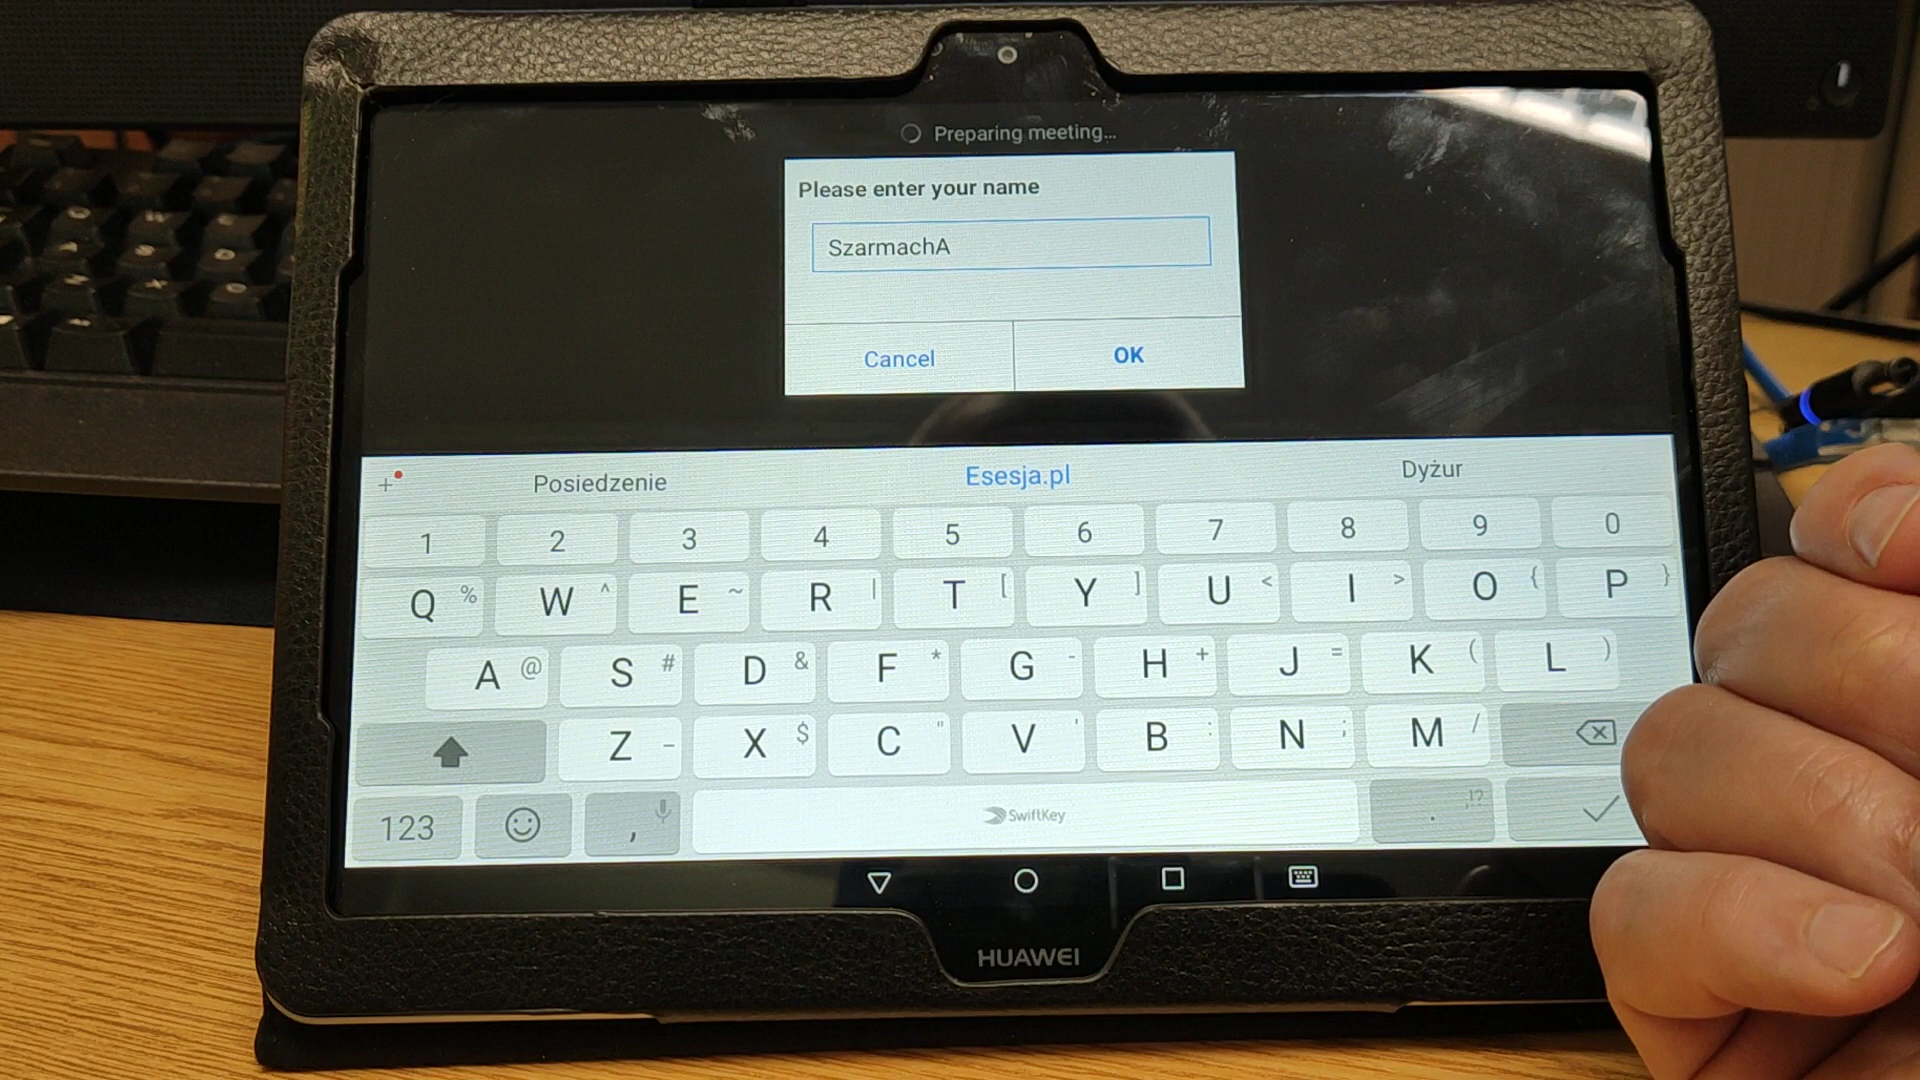 Preparing meeting...
Please enter your name
SzarmachA
Cancel OK
Posiedzenie Esesja.pl Dyżur
1 2 3 4 5 6 7 8 9 0
Q % W ^ E ~ R | T [ Y ] U < I > O { P }
A @ S # D & F * G - H + J = K ( L )
Z _ X $ C " V ' B : N ; M /
123 , SwiftKey . ,!?
HUAWEI